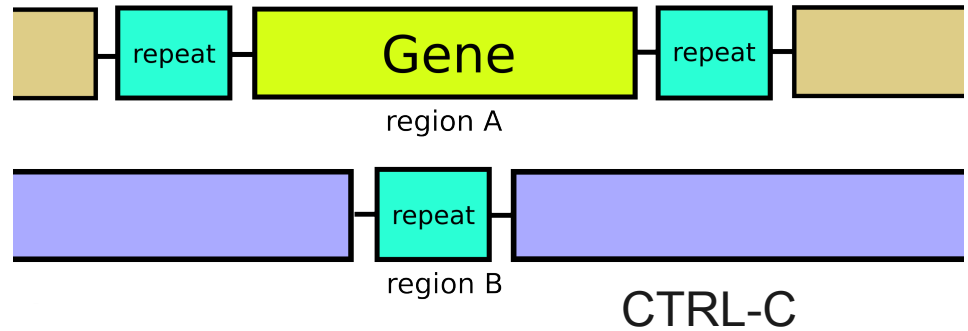 repeat Gene repeat
region A
repeat
region B
CTRL-C